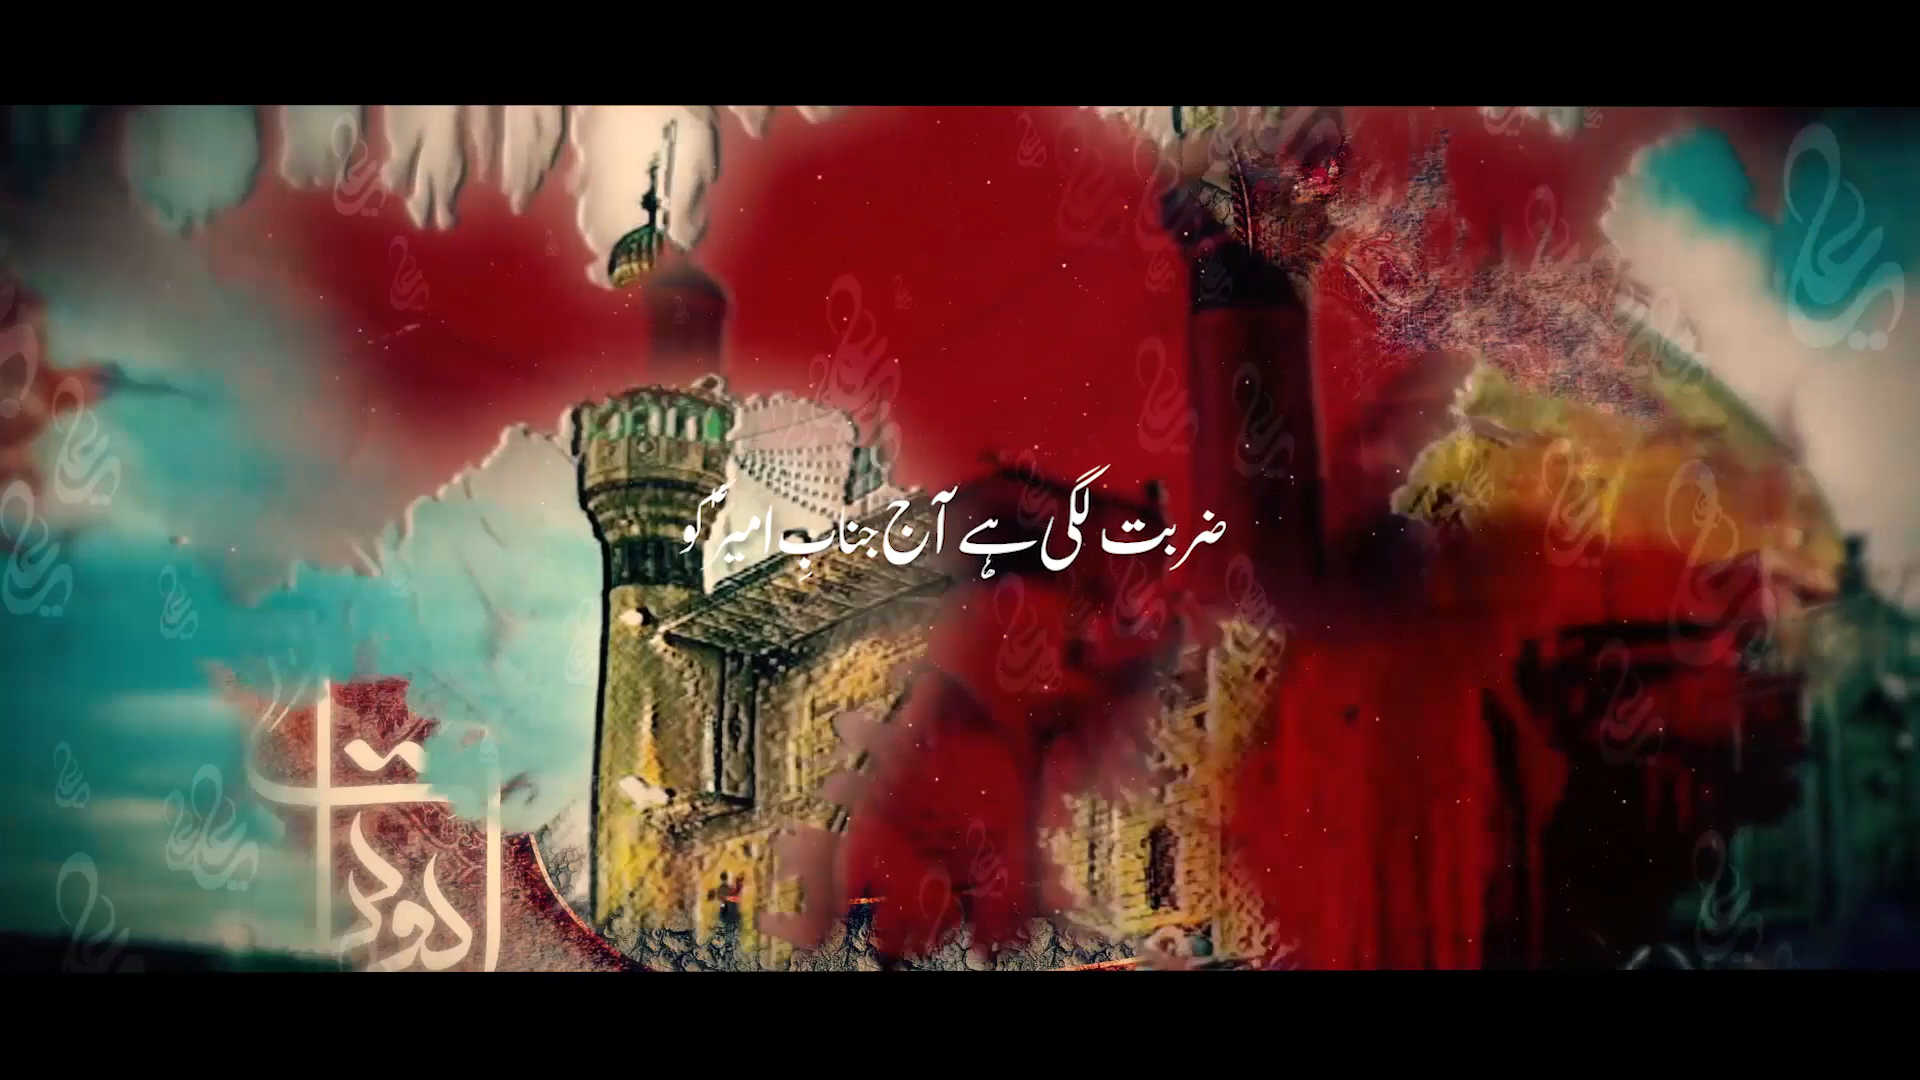 ضربت لگی ہے آج جنابِ امیرؑ کو